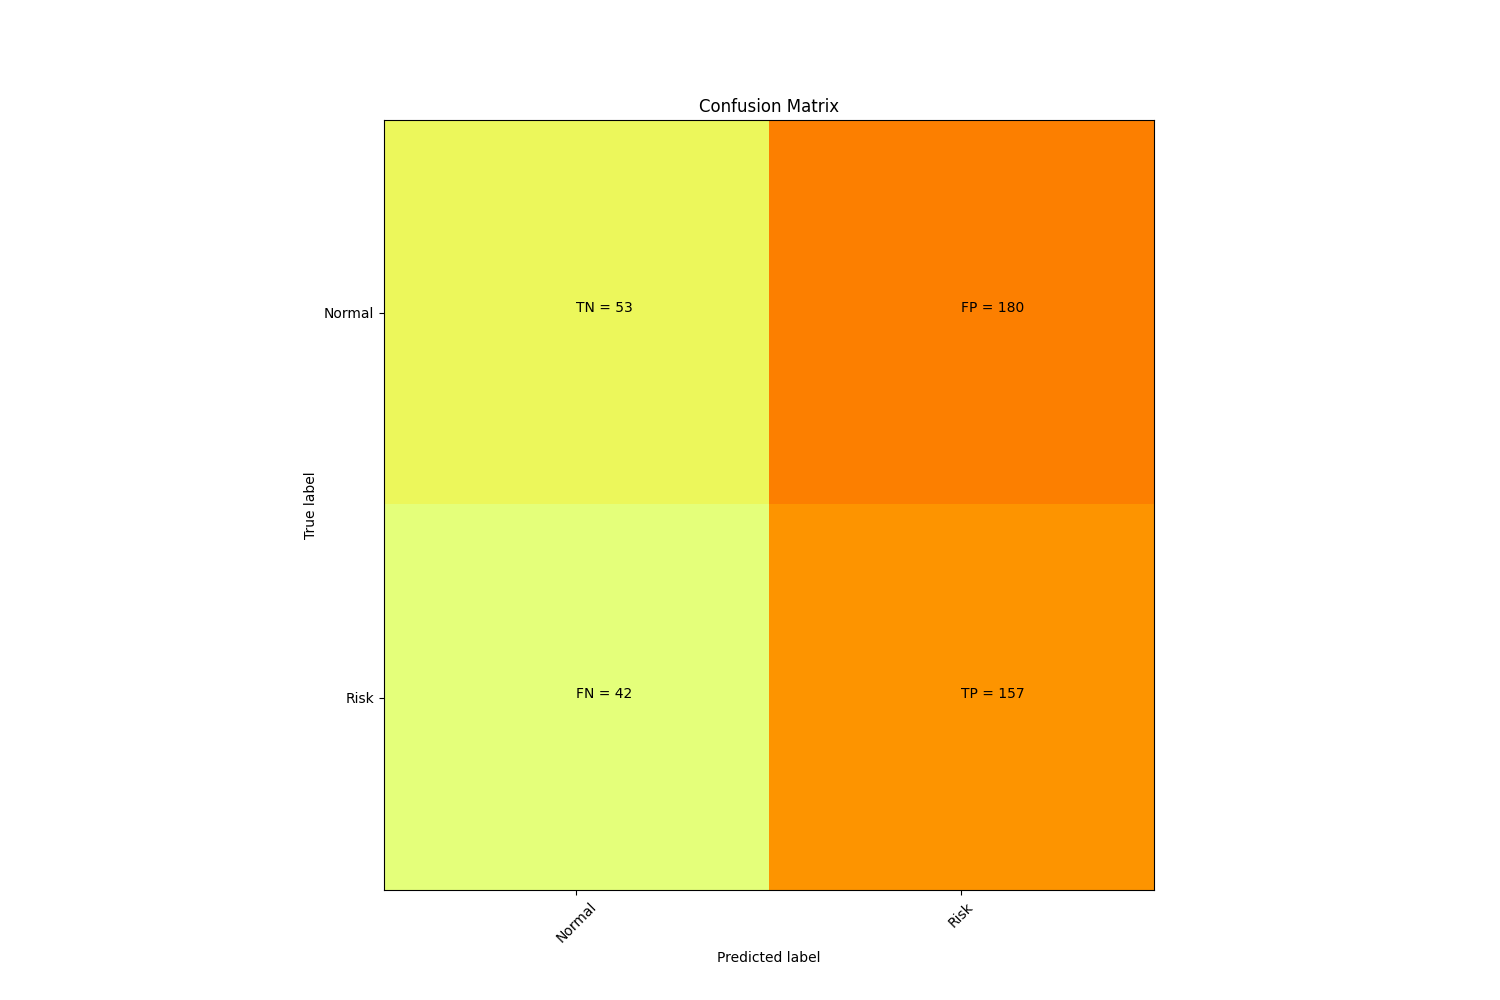 Confusion Matrix
TN = 53
FP = 180
Normal
True label
FN = 42
TP = 157
Risk
Normal
Risk
Predicted label